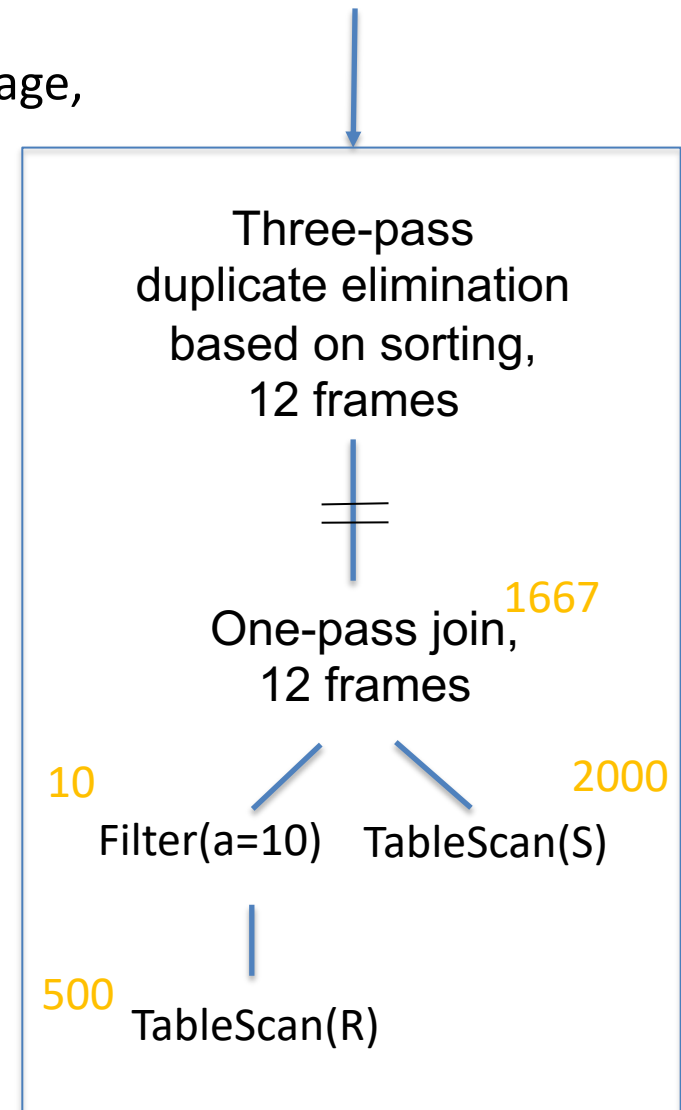 age,
Three-pass
duplicate elimination
based on sorting,
12 frames
1667
One-pass join,
12 frames
10
2000
Filter(a=10) TableScan(S)
500
TableScan(R)